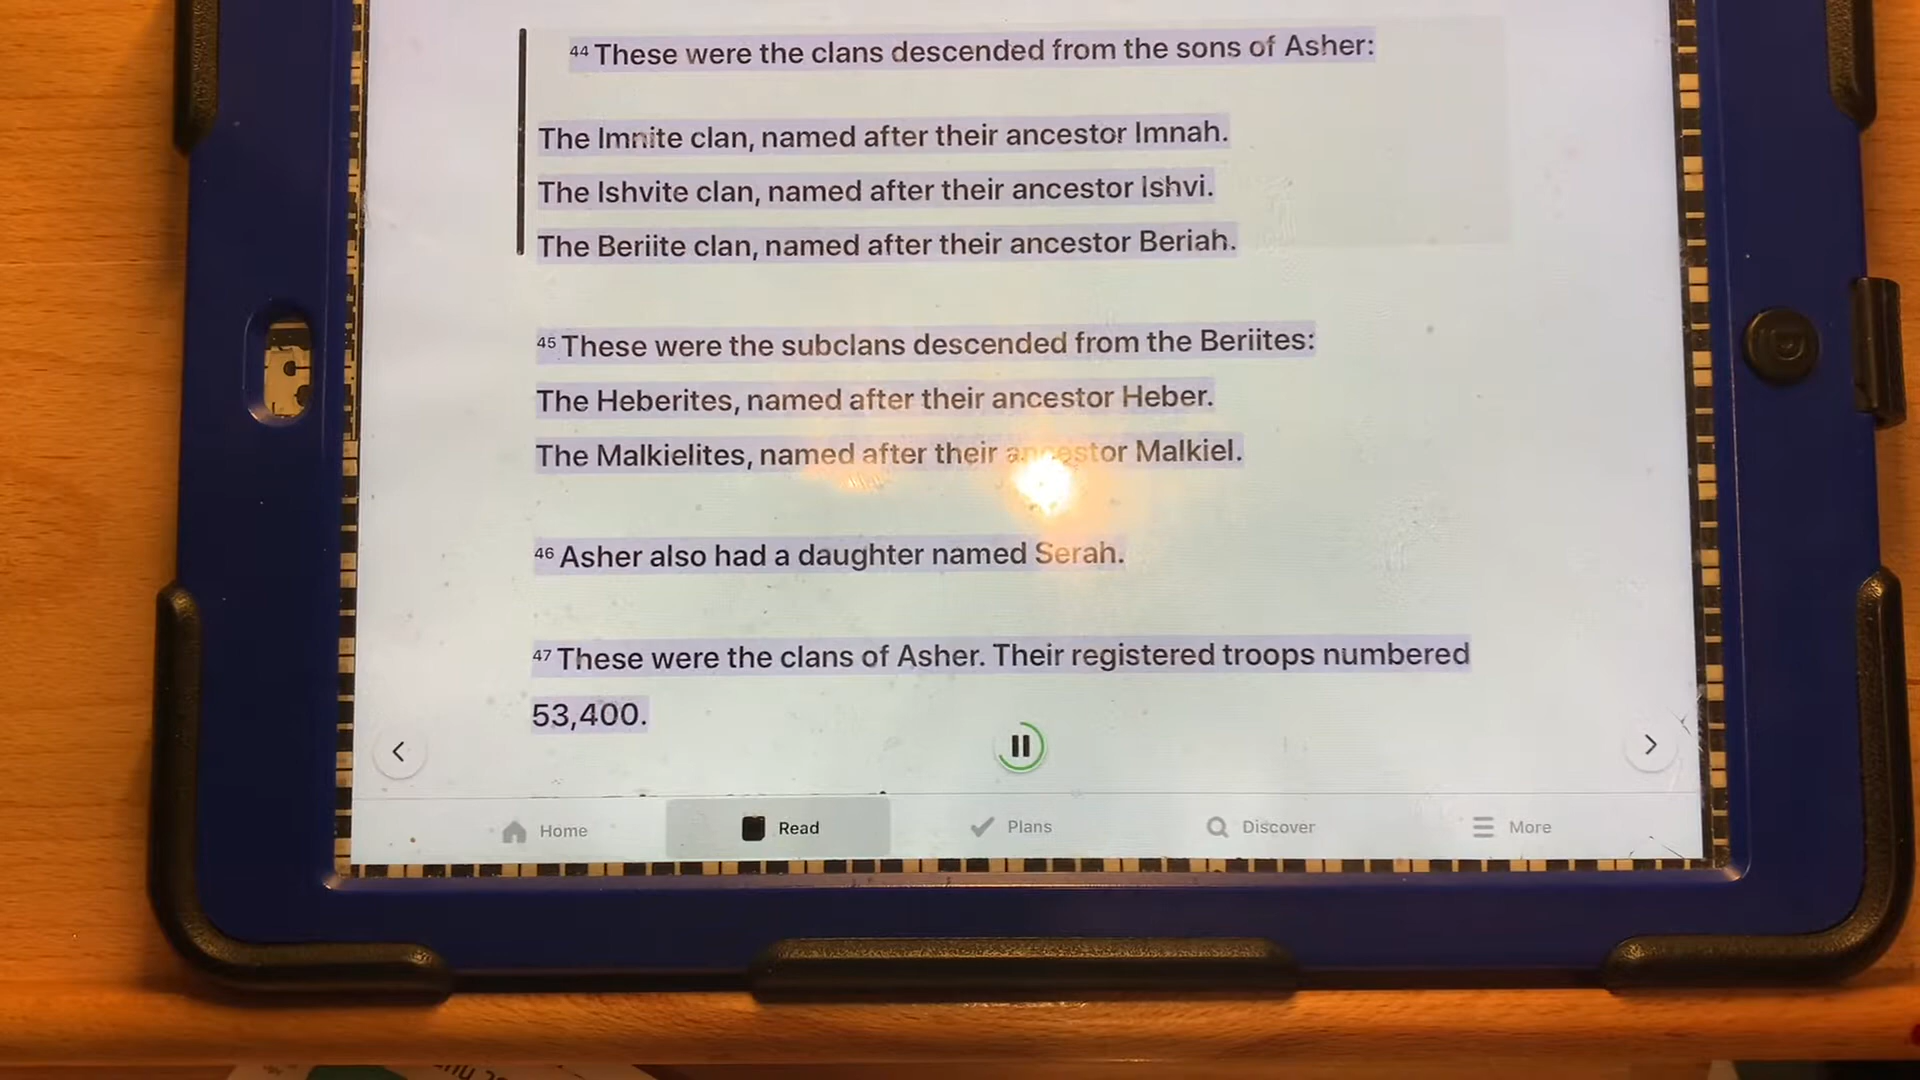 44 These were the clans descended from the sons of Asher:
The Imnite clan, named after their ancestor Imnah.
The Ishvite clan, named after their ancestor Ishvi.
The Beriite clan, named after their ancestor Beriah.
45 These were the subclans descended from the Beriites:
The Heberites, named after their ancestor Heber.
The Malkielites, named after their ancestor Malkiel.
46 Asher also had a daughter named Serah.
47 These were the clans of Asher. Their registered troops numbered
53,400.
Home Read Plans Discover More